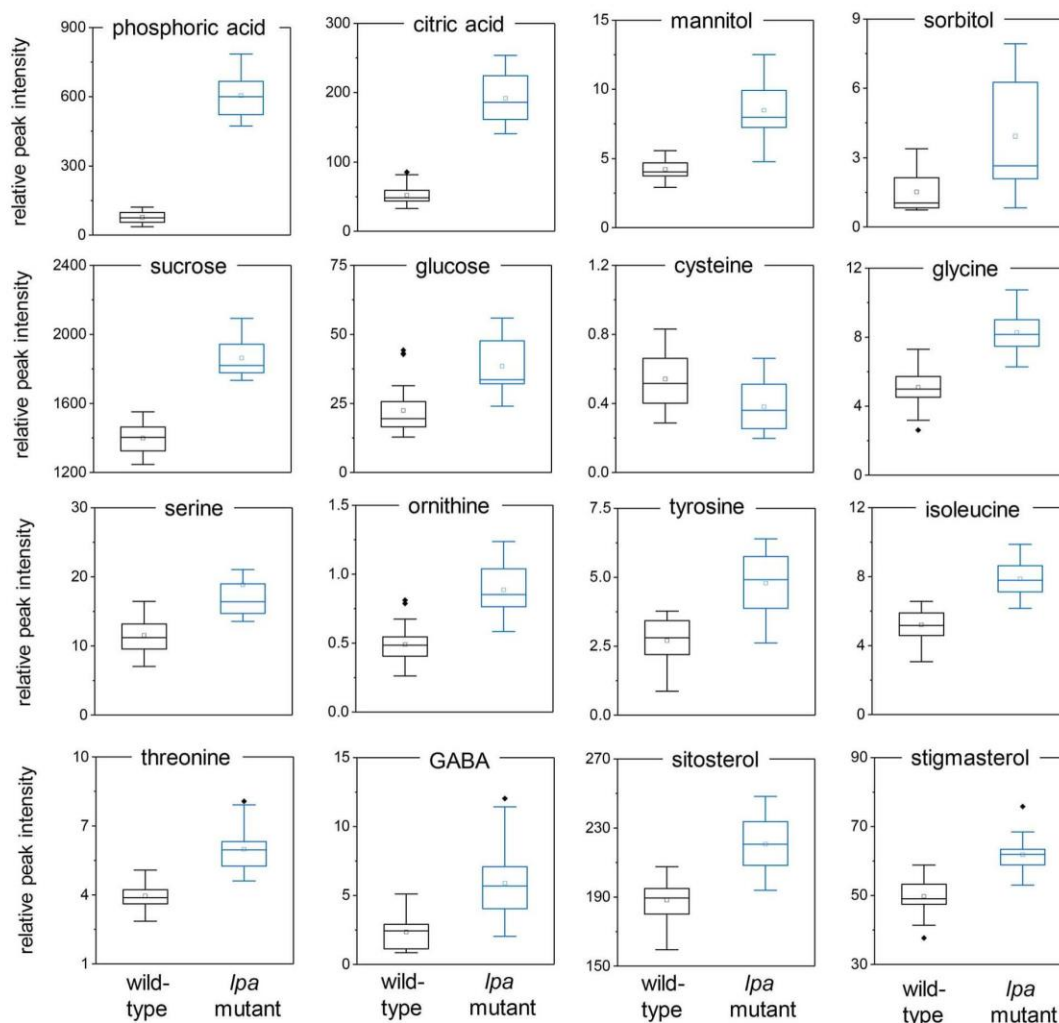 phosphoric acid
relative peak intensity
900
600
300
0
citric acid
300
200
100
0
mannitol
15
10
5
0
sorbitol
9
6
3
0
sucrose
relative peak intensity
2400
2000
1600
1200
glucose
75
50
25
0
cysteine
1.2
0.8
0.4
0.0
glycine
12
8
4
0
serine
relative peak intensity
30
20
10
0
ornithine
1.5
1.0
0.5
0.0
tyrosine
7.5
5.0
2.5
0.0
isoleucine
12
8
4
0
threonine
relative peak intensity
10
7
4
1
GABA
15
10
5
0
sitosterol
270
230
190
150
stigmasterol
90
70
50
30
wild-
type
lpa
mutant
wild-
type
lpa
mutant
wild-
type
lpa
mutant
wild-
type
lpa
mutant